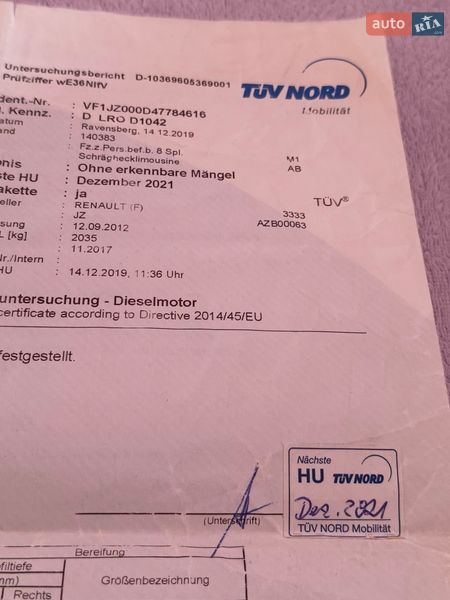 auto RIA.com
Untersuchungsbericht D-10369605369001
Prüfziffer wE36NIfV
TÜV NORD
Mobilität
dent.-Nr. : VF1JZ000D47784616
. Kennz. : D LRO D1042
atum : Ravensberg, 14.12.2019
and : 140383
: Fz.z.Pers.bef.b. 8 Spl. M1
Schräghecklimousine AB
onis : Ohne erkennbare Mängel
ste HU : Dezember 2021
akette : ja TÜV®
eller : RENAULT (F) 3333
: JZ AZB00063
sung : 12.09.2012
L [kg] : 2035
: 11.2017
Nr./Intern :
HU : 14.12.2019, 11:36 Uhr
untersuchung - Dieselmotor
certificate according to Directive 2014/45/EU
festgestellt.
Nächste
HU TÜV NORD
Dez. 2021
TÜV NORD Mobilität
(Unterschrift)
Bereifung
filtiefe
Größenbezeichnung
mm)
Rechts